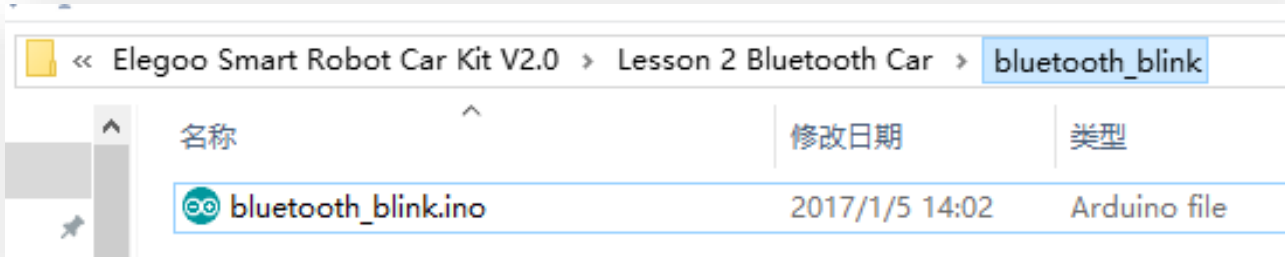 « Elegoo Smart Robot Car Kit V2.0 › Lesson 2 Bluetooth Car › bluetooth_blink
名称 修改日期 类型
bluetooth_blink.ino 2017/1/5 14:02 Arduino file